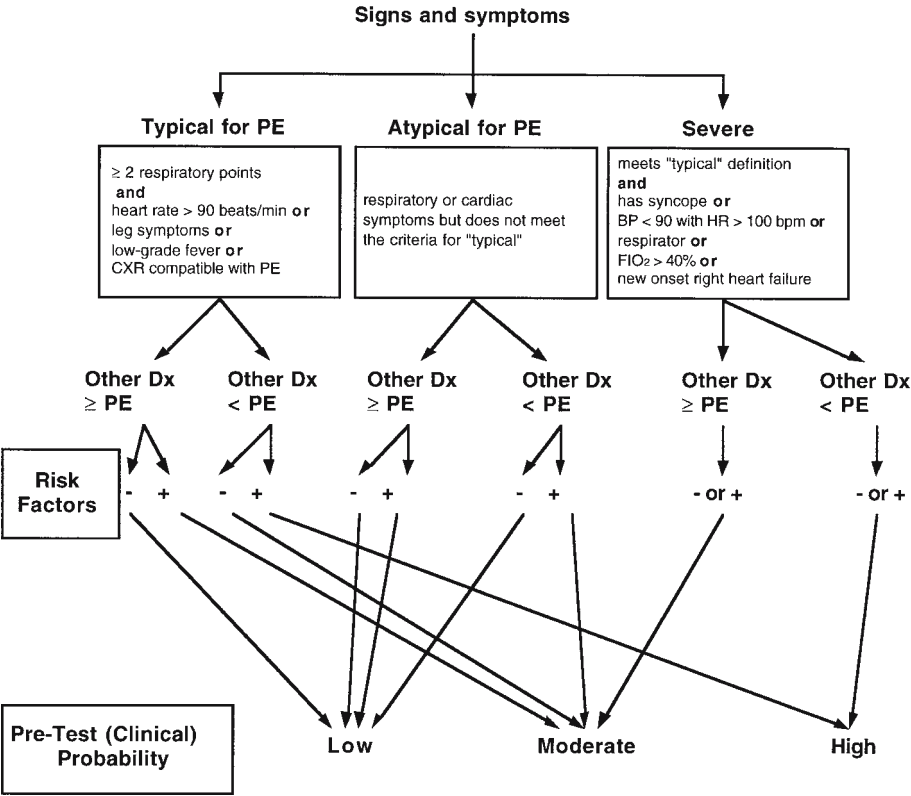 Signs and symptoms
Typical for PE
Atypical for PE
Severe
≥ 2 respiratory points
and
heart rate > 90 beats/min or
leg symptoms or
low-grade fever or
CXR compatible with PE
respiratory or cardiac
symptoms but does not meet
the criteria for "typical"
meets "typical" definition
and
has syncope or
BP < 90 with HR > 100 bpm or
respirator or
FIO2 > 40% or
new onset right heart failure
Other Dx
≥ PE
Other Dx
< PE
Other Dx
≥ PE
Other Dx
< PE
Other Dx
≥ PE
Other Dx
< PE
Risk
Factors
- + - + - + - + - or + - or +
Pre-Test (Clinical)
Probability
Low Moderate High